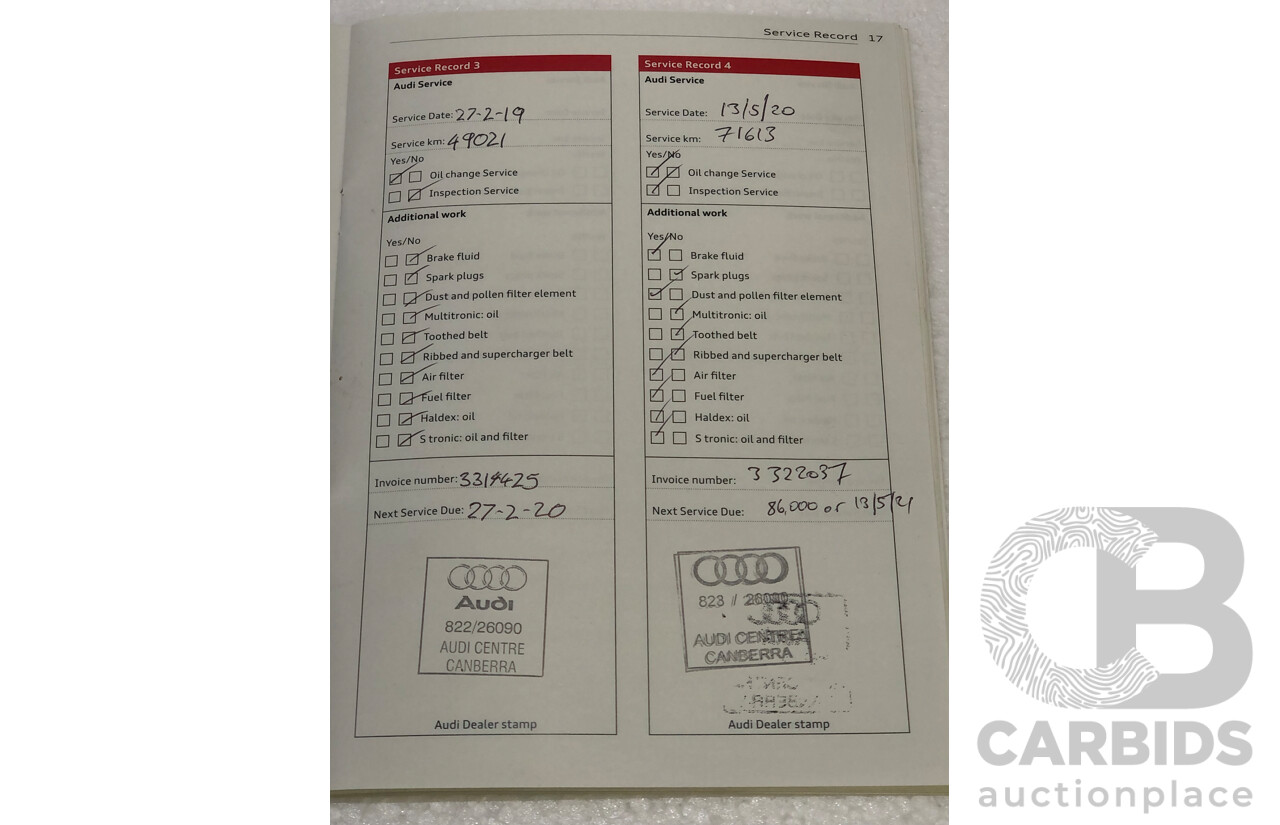 Service Record 17
Service Record 3
Audi Service
Service Date: 27-2-19
Service km: 49021
Yes/No
Oil change Service
Inspection Service
Additional work
Yes/No
Brake fluid
Spark plugs
Dust and pollen filter element
Multitronic: oil
Toothed belt
Ribbed and supercharger belt
Air filter
Fuel filter
Haldex: oil
S tronic: oil and filter
Invoice number: 3314425
Next Service Due: 27-2-20
Audi
822/26090
AUDI CENTRE
CANBERRA
Audi Dealer stamp
Service Record 4
Audi Service
Service Date: 13/5/20
Service km: 71613
Yes/No
Oil change Service
Inspection Service
Additional work
Yes/No
Brake fluid
Spark plugs
Dust and pollen filter element
Multitronic: oil
Toothed belt
Ribbed and supercharger belt
Air filter
Fuel filter
Haldex: oil
S tronic: oil and filter
Invoice number: 3322037
Next Service Due: 86,000 or 13/5/21
823 // 26090
AUDI CENTRE
CANBERRA
Audi Dealer stamp
CB
CARBIDS
auctionplace